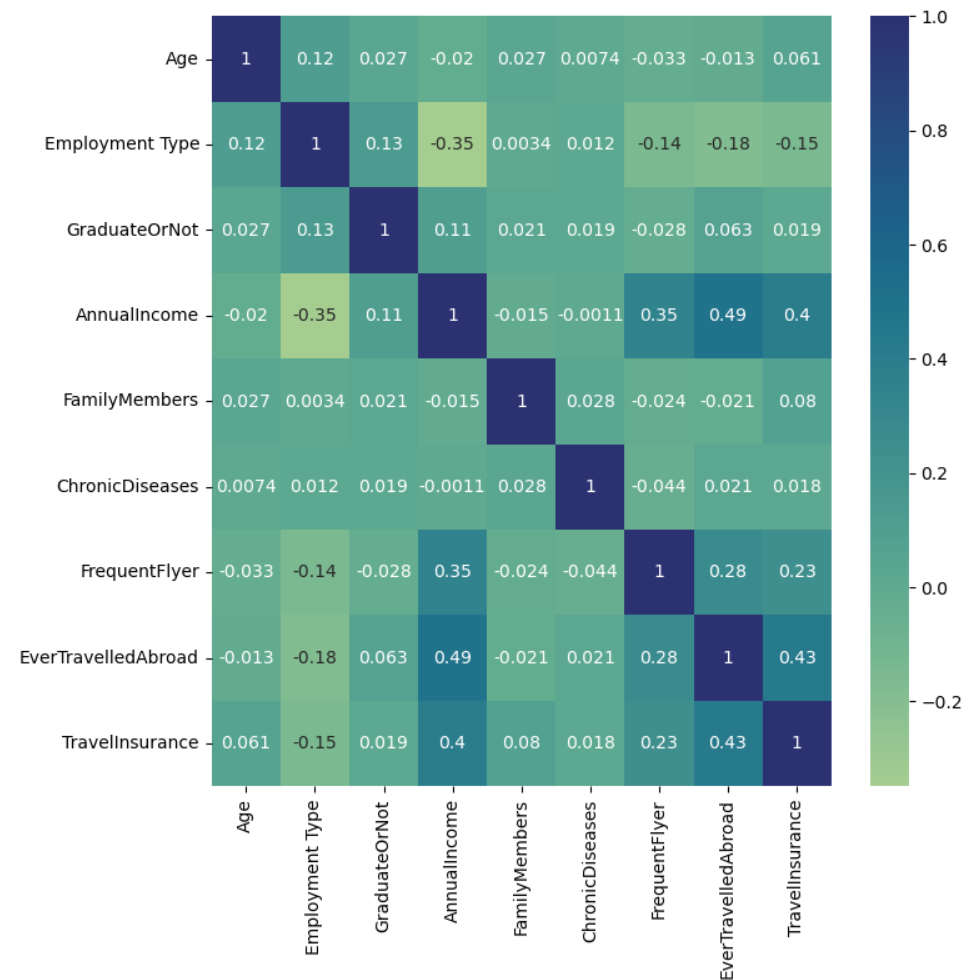 Age 1 0.12 0.027 -0.02 0.027 0.0074 -0.033 -0.013 0.061
Employment Type 0.12 1 0.13 -0.35 0.0034 0.012 -0.14 -0.18 -0.15
GraduateOrNot 0.027 0.13 1 0.11 0.021 0.019 -0.028 0.063 0.019
AnnualIncome -0.02 -0.35 0.11 1 -0.015 -0.0011 0.35 0.49 0.4
FamilyMembers 0.027 0.0034 0.021 -0.015 1 0.028 -0.024 -0.021 0.08
ChronicDiseases 0.0074 0.012 0.019 -0.0011 0.028 1 -0.044 0.021 0.018
FrequentFlyer -0.033 -0.14 -0.028 0.35 -0.024 -0.044 1 0.28 0.23
EverTravelledAbroad -0.013 -0.18 0.063 0.49 -0.021 0.021 0.28 1 0.43
TravelInsurance 0.061 -0.15 0.019 0.4 0.08 0.018 0.23 0.43 1
Age
Employment Type
GraduateOrNot
AnnualIncome
FamilyMembers
ChronicDiseases
FrequentFlyer
EverTravelledAbroad
TravelInsurance
1.0
0.8
0.6
0.4
0.2
0.0
−0.2